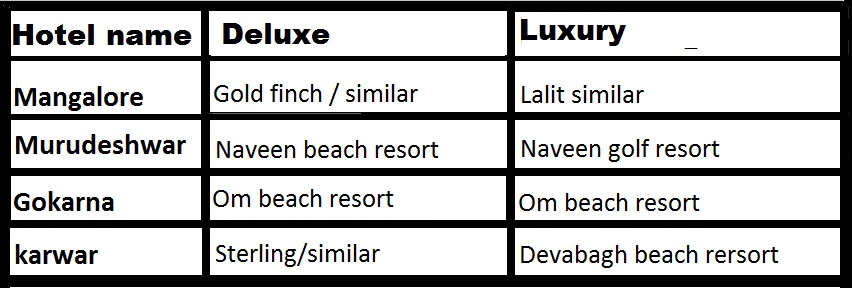 Hotel name Deluxe Luxury _
Mangalore Gold finch / similar Lalit similar
Murudeshwar Naveen beach resort Naveen golf resort
Gokarna Om beach resort Om beach resort
karwar Sterling/similar Devabagh beach rersort